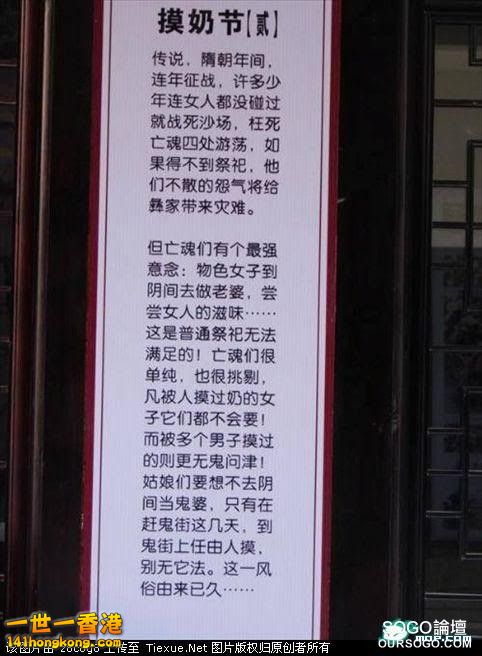 摸奶节【贰】
传说，隋朝年间，
连年征战，许多少
年连女人都没碰过
就战死沙场，枉死
亡魂四处游荡，如
果得不到祭祀，他
们不散的怨气将给
彝家带来灾难。
但亡魂们有个最强
意念：物色女子到
阴间去做老婆，尝
尝女人的滋味……
这是普通祭祀无法
满足的！亡魂们很
单纯，也很挑剔，
凡被人摸过奶的女
子它们都不会要！
而被多个男子摸过
的则更无鬼问津！
姑娘们要想不去阴
间当鬼婆，只有在
赶鬼街这几天，到
鬼街上任由人摸，
别无它法。这一风
俗由来已久……
一世一香港
141hongkong.com
SOGO論壇
OURSOGO.COM
上传至 Tiexue.Net 图片版权归原创者所有